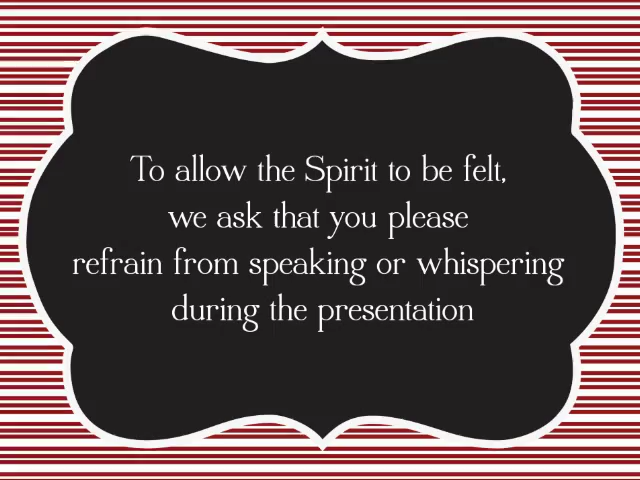 To allow the Spirit to be felt,
we ask that you please
refrain from speaking or whispering
during the presentation